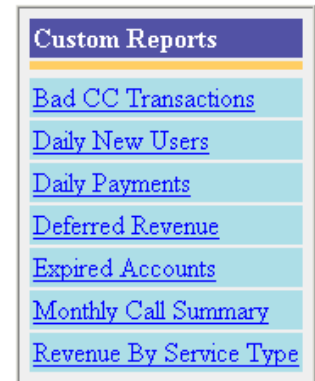 Custom Reports
Bad CC Transactions
Daily New Users
Daily Payments
Deferred Revenue
Expired Accounts
Monthly Call Summary
Revenue By Service Type